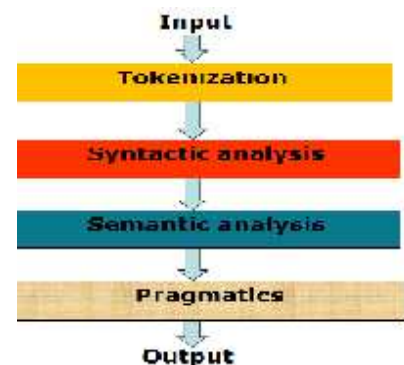 Input
Tokenization
Syntactic analysis
Semantic analysis
Pragmatics
Output